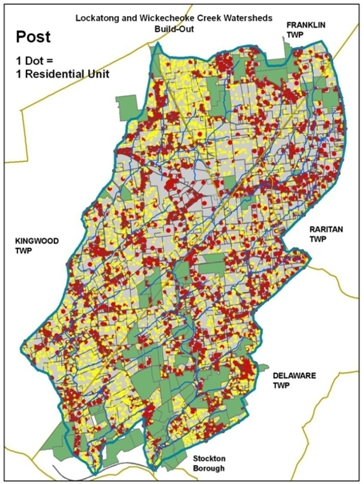 Lockatong and Wickecheoke Creek Watersheds
Build-Out
FRANKLIN
TWP
Post
1 Dot =
1 Residential Unit
KINGWOOD
TWP
RARITAN
TWP
DELAWARE
TWP
Stockton
Borough